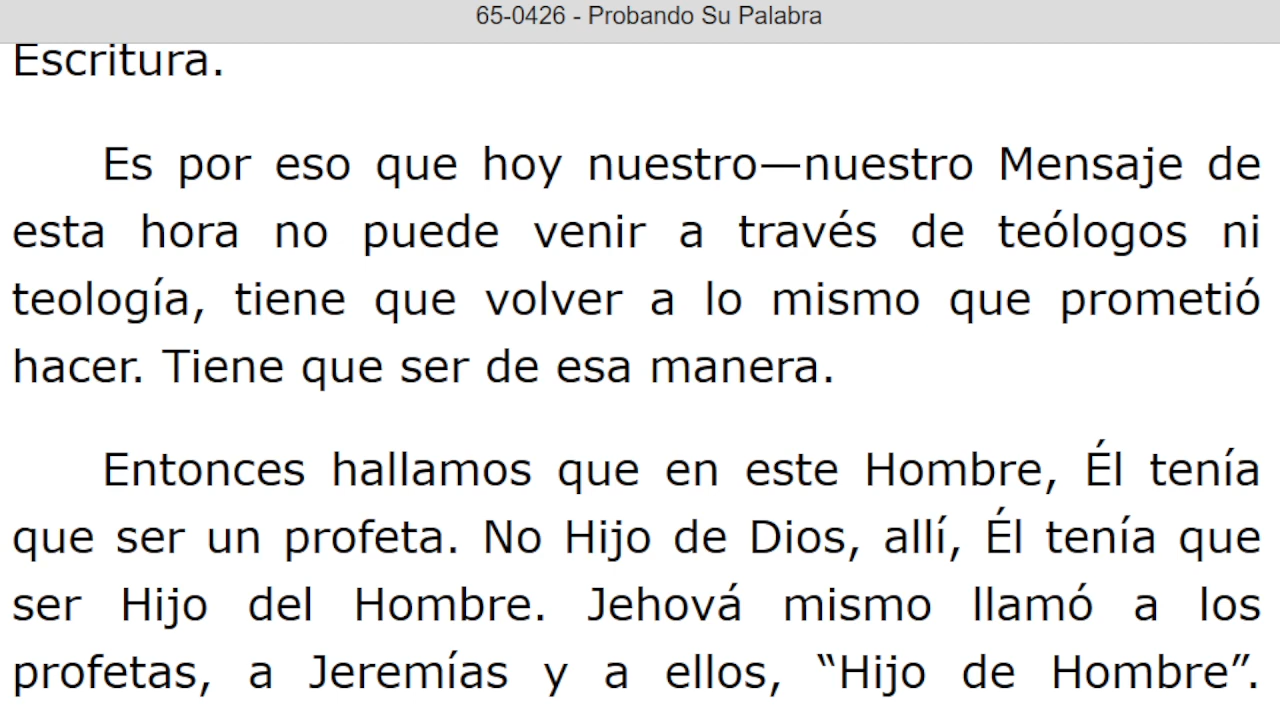 65-0426 - Probando Su Palabra
Escritura.
Es por eso que hoy nuestro—nuestro Mensaje de
esta hora no puede venir a través de teólogos ni
teología, tiene que volver a lo mismo que prometió
hacer. Tiene que ser de esa manera.
Entonces hallamos que en este Hombre, Él tenía
que ser un profeta. No Hijo de Dios, allí, Él tenía que
ser Hijo del Hombre. Jehová mismo llamó a los
profetas, a Jeremías y a ellos, “Hijo de Hombre”.